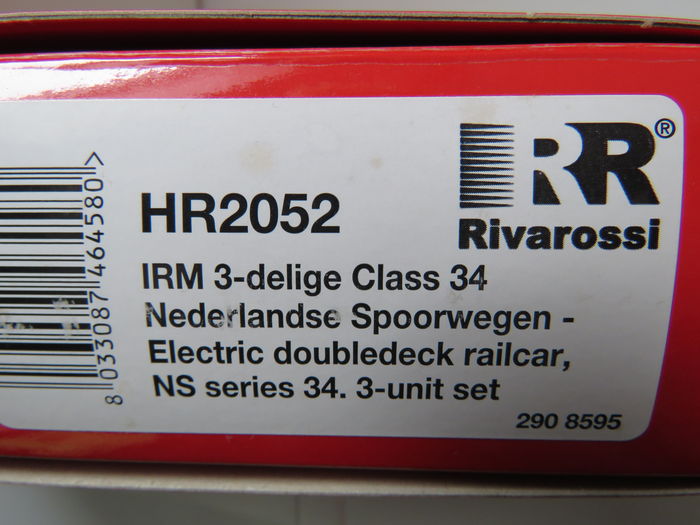 RR®
Rivarossi
HR2052
IRM 3-delige Class 34
Nederlandse Spoorwegen -
Electric doubledeck railcar,
NS series 34. 3-unit set
290 8595
8 033087 464580 >